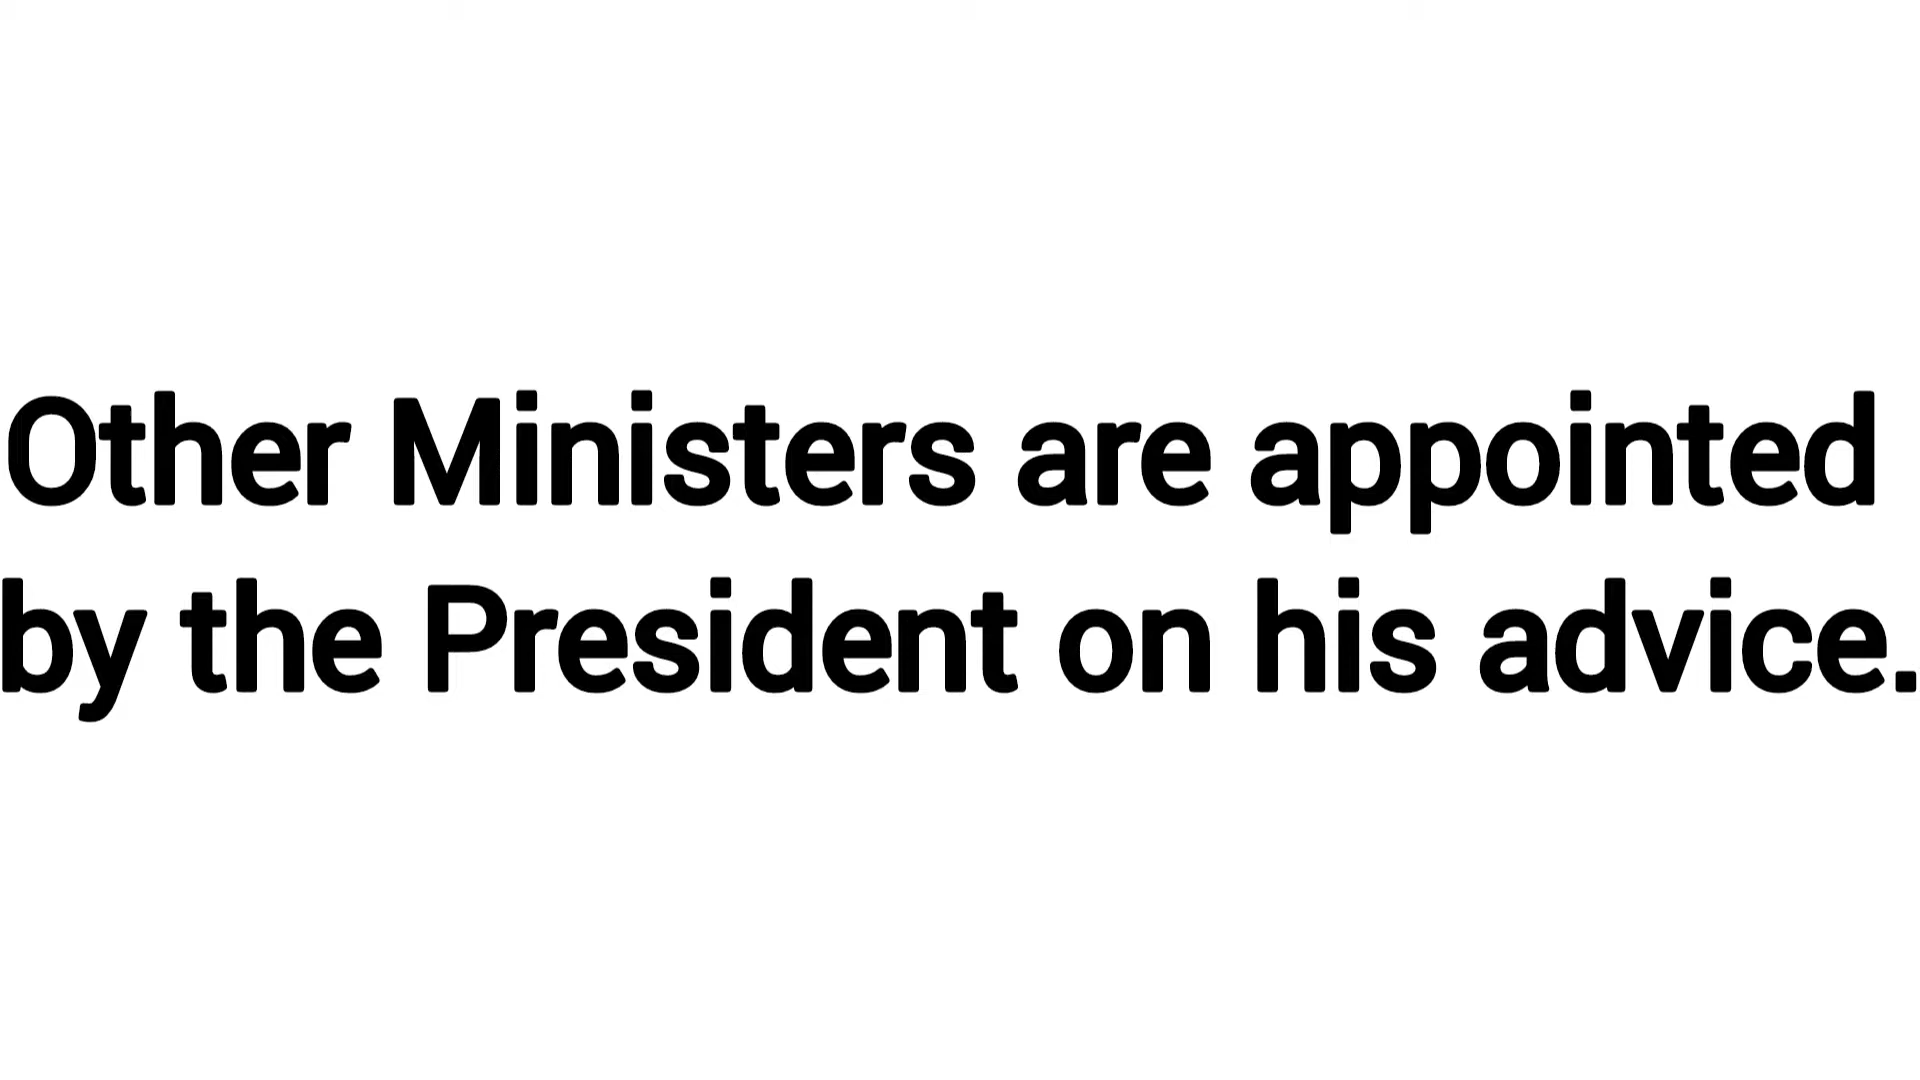 Other Ministers are appointed
by the President on his advice.